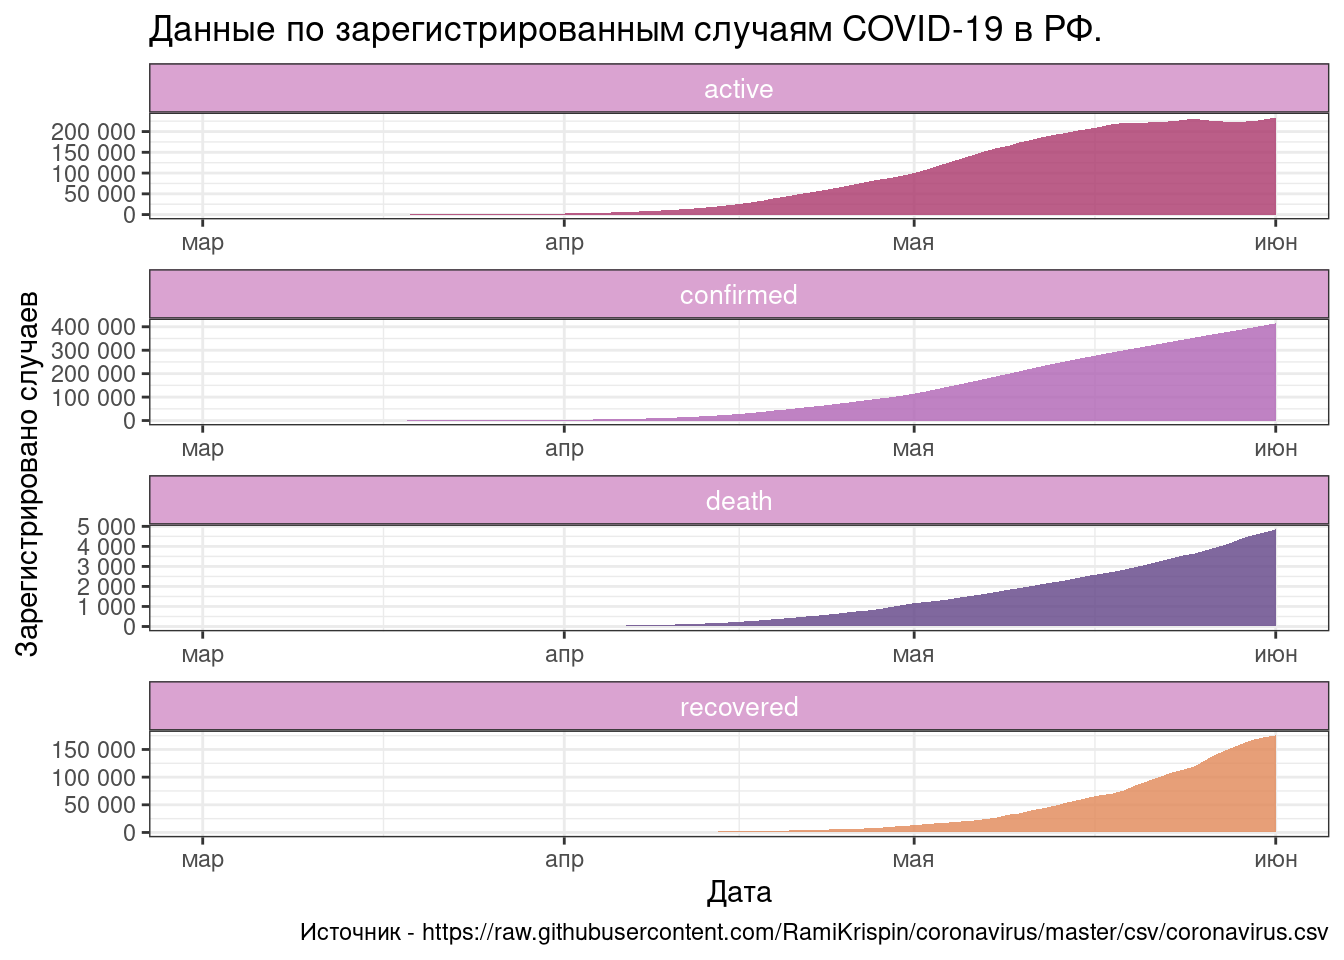 Данные по зарегистрированным случаям COVID-19 в РФ.
Зарегистрировано случаев
active
200 000
150 000
100 000
50 000
0
мар апр мая июн
confirmed
400 000
300 000
200 000
100 000
0
мар апр мая июн
death
5 000
4 000
3 000
2 000
1 000
0
мар апр мая июн
recovered
150 000
100 000
50 000
0
мар апр мая июн
Дата
Источник - https://raw.githubusercontent.com/RamiKrispin/coronavirus/master/csv/coronavirus.csv